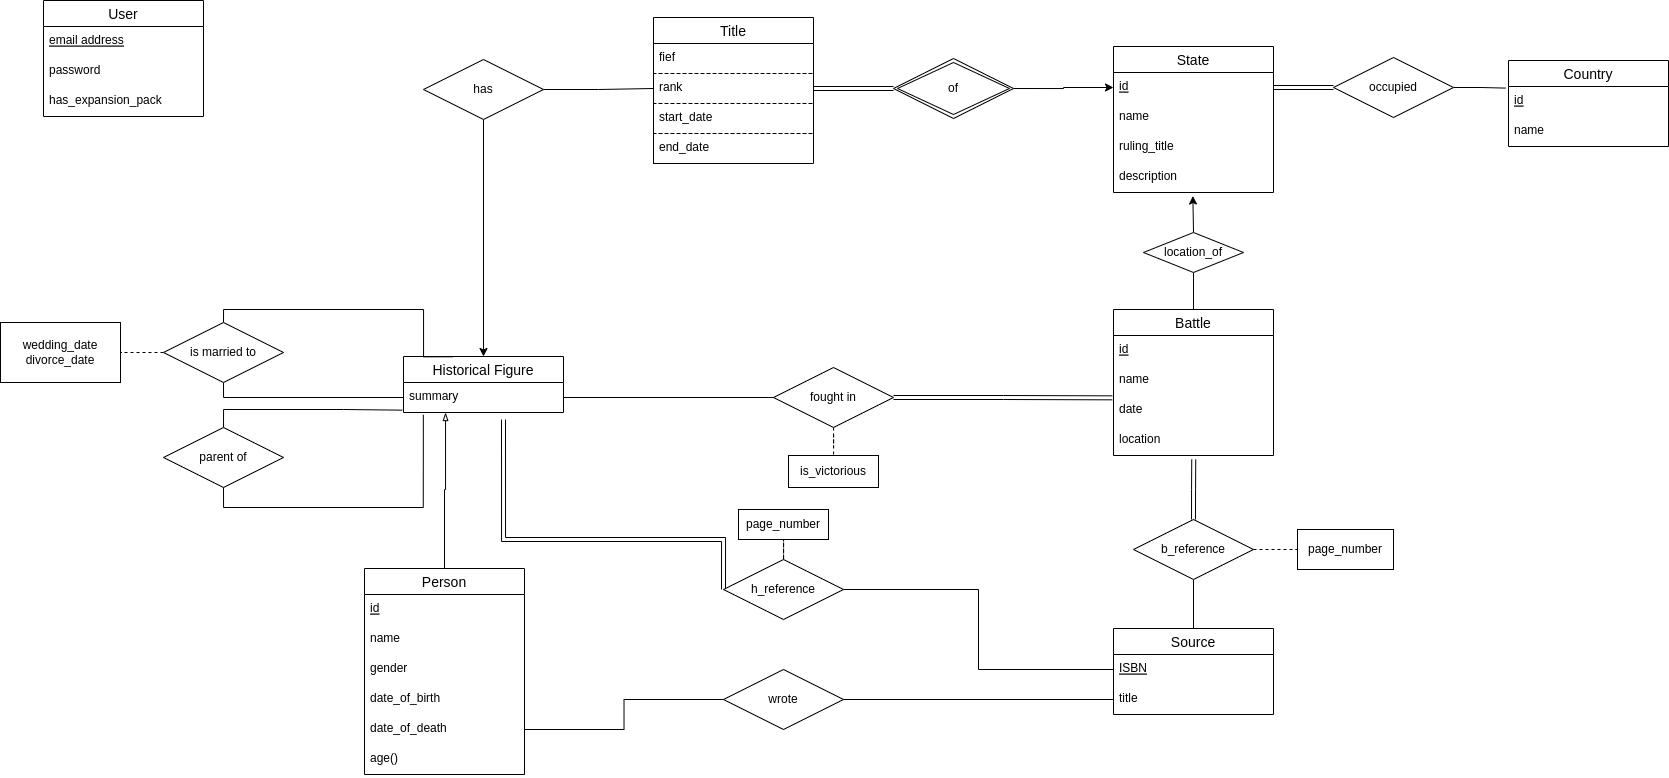 User
email address
password
has_expansion_pack
has
Title
fief
rank
start_date
end_date
of
State
id
name
ruling_title
description
occupied
Country
id
name
location_of
wedding_date
divorce_date
is married to
parent of
Historical Figure
summary
fought in
is_victorious
Battle
id
name
date
location
page_number
h_reference
b_reference
page_number
Person
id
name
gender
date_of_birth
date_of_death
age()
wrote
Source
ISBN
title